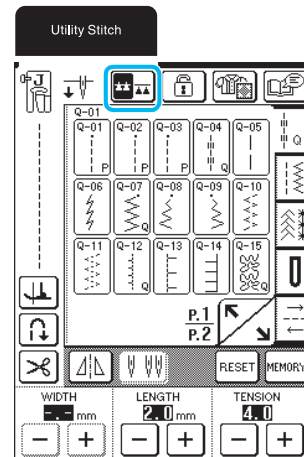 Utility Stitch
J
Q-01
Q-01 Q-02 Q-03 Q-04 Q-05
P P P Q
Q
Q-06 Q-07 Q-08 Q-09 Q-10
Q
Q-11 Q-12 Q-13 Q-14 Q-15
Q Q
P.1
P.2
RESET MEMORY
WIDTH LENGTH TENSION
-.- mm 2.0 mm 4.0
- + - + - +